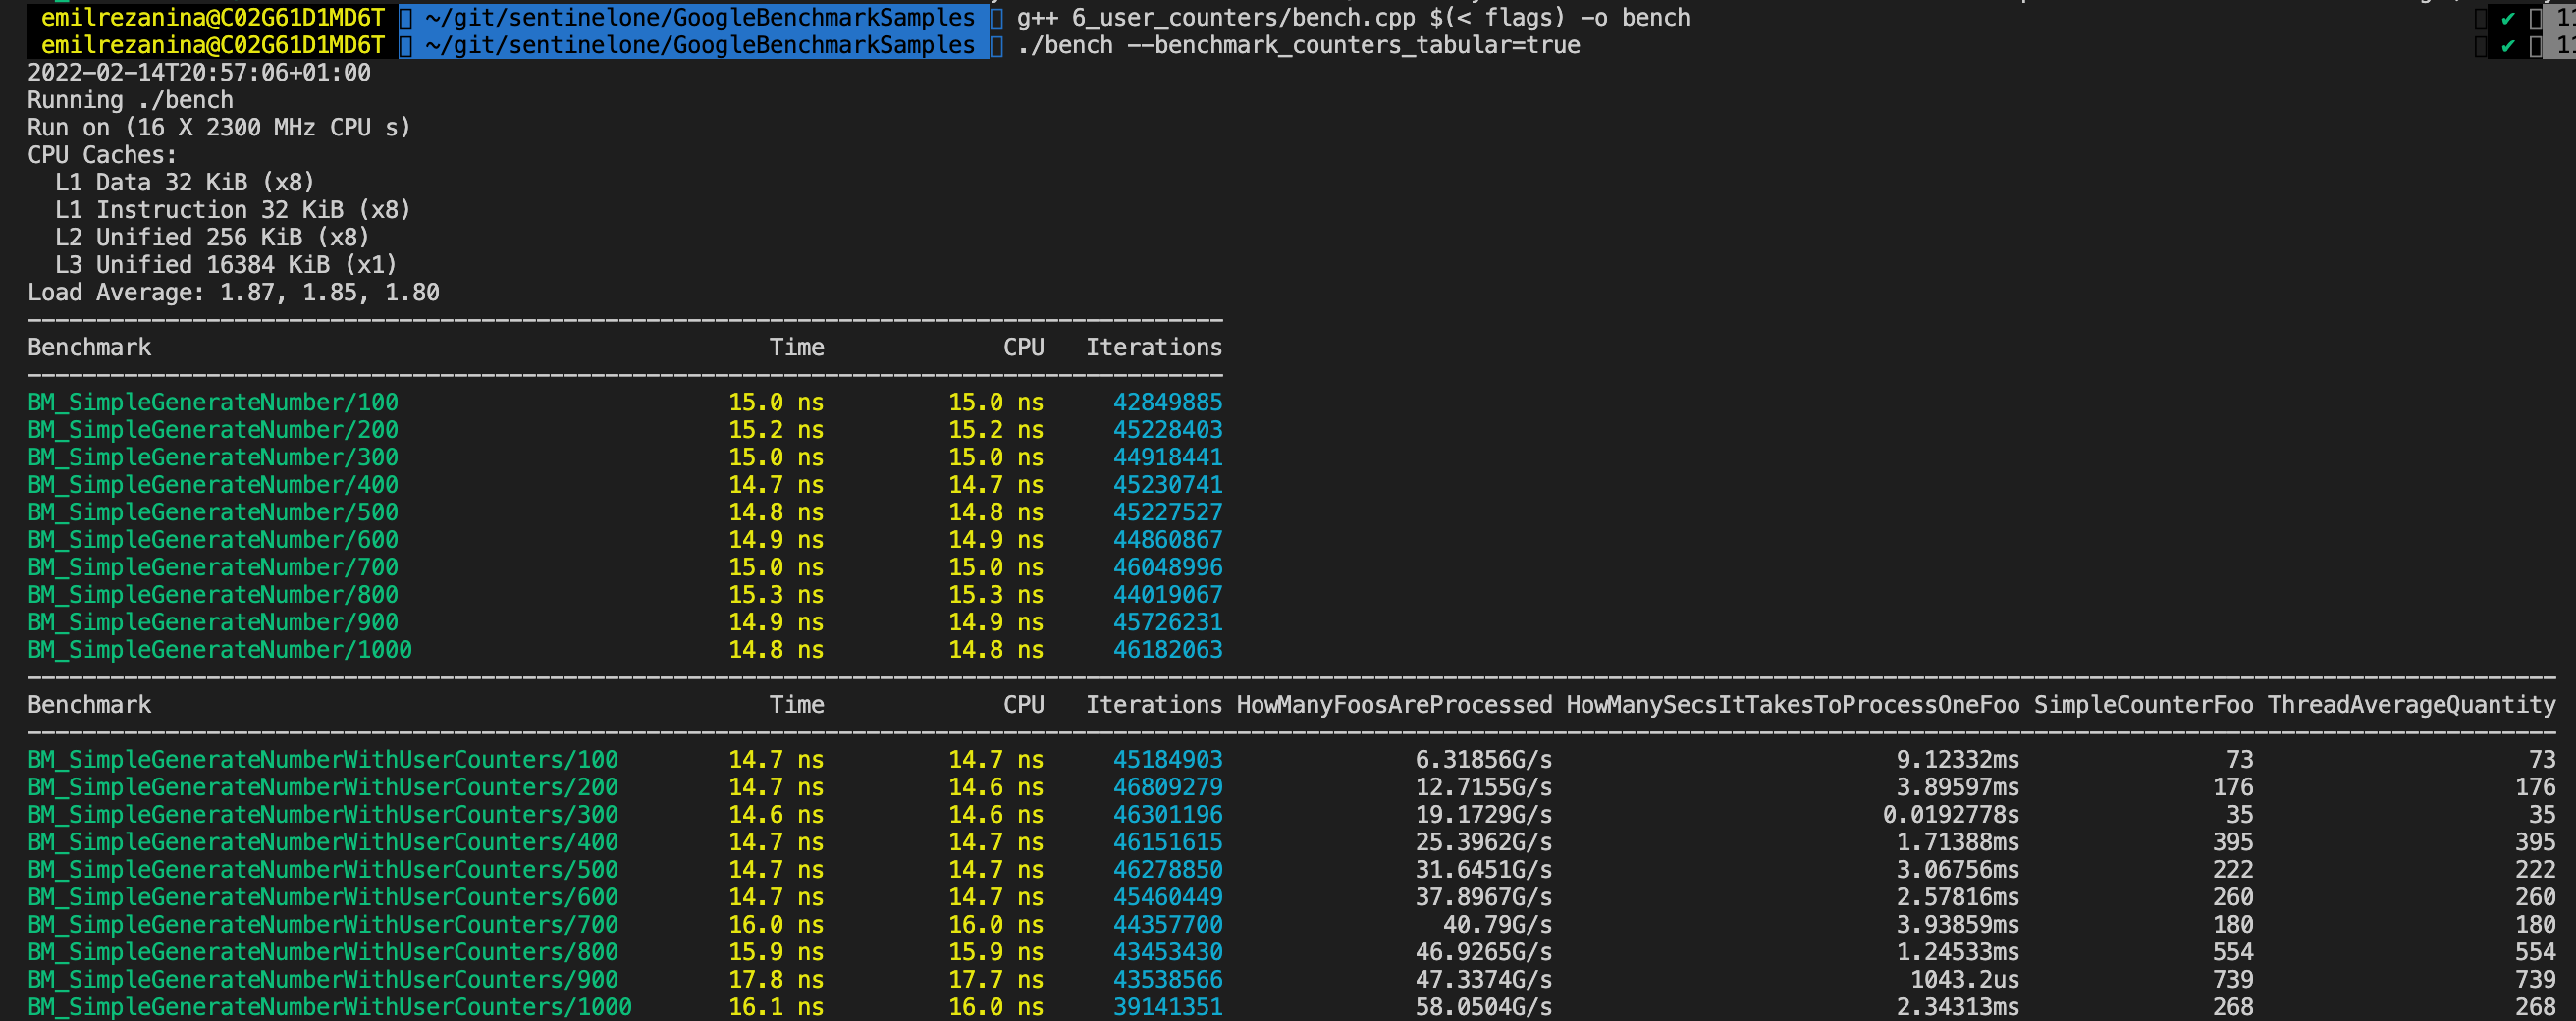 emilrezanina@C02G61D1MD6T ~/git/sentinelone/GoogleBenchmarkSamples g++ 6_user_counters/bench.cpp $(< flags) -o bench ✔ 11
emilrezanina@C02G61D1MD6T ~/git/sentinelone/GoogleBenchmarkSamples ./bench --benchmark_counters_tabular=true ✔ 11
2022-02-14T20:57:06+01:00
Running ./bench
Run on (16 X 2300 MHz CPU s)
CPU Caches:
L1 Data 32 KiB (x8)
L1 Instruction 32 KiB (x8)
L2 Unified 256 KiB (x8)
L3 Unified 16384 KiB (x1)
Load Average: 1.87, 1.85, 1.80
Benchmark Time CPU Iterations
BM_SimpleGenerateNumber/100 15.0 ns 15.0 ns 42849885
BM_SimpleGenerateNumber/200 15.2 ns 15.2 ns 45228403
BM_SimpleGenerateNumber/300 15.0 ns 15.0 ns 44918441
BM_SimpleGenerateNumber/400 14.7 ns 14.7 ns 45230741
BM_SimpleGenerateNumber/500 14.8 ns 14.8 ns 45227527
BM_SimpleGenerateNumber/600 14.9 ns 14.9 ns 44860867
BM_SimpleGenerateNumber/700 15.0 ns 15.0 ns 46048996
BM_SimpleGenerateNumber/800 15.3 ns 15.3 ns 44019067
BM_SimpleGenerateNumber/900 14.9 ns 14.9 ns 45726231
BM_SimpleGenerateNumber/1000 14.8 ns 14.8 ns 46182063
Benchmark Time CPU Iterations HowManyFoosAreProcessed HowManySecsItTakesToProcessOneFoo SimpleCounterFoo ThreadAverageQuantity
BM_SimpleGenerateNumberWithUserCounters/100 14.7 ns 14.7 ns 45184903 6.31856G/s 9.12332ms 73 73
BM_SimpleGenerateNumberWithUserCounters/200 14.7 ns 14.6 ns 46809279 12.7155G/s 3.89597ms 176 176
BM_SimpleGenerateNumberWithUserCounters/300 14.6 ns 14.6 ns 46301196 19.1729G/s 0.0192778s 35 35
BM_SimpleGenerateNumberWithUserCounters/400 14.7 ns 14.7 ns 46151615 25.3962G/s 1.71388ms 395 395
BM_SimpleGenerateNumberWithUserCounters/500 14.7 ns 14.7 ns 46278850 31.6451G/s 3.06756ms 222 222
BM_SimpleGenerateNumberWithUserCounters/600 14.7 ns 14.7 ns 45460449 37.8967G/s 2.57816ms 260 260
BM_SimpleGenerateNumberWithUserCounters/700 16.0 ns 16.0 ns 44357700 40.79G/s 3.93859ms 180 180
BM_SimpleGenerateNumberWithUserCounters/800 15.9 ns 15.9 ns 43453430 46.9265G/s 1.24533ms 554 554
BM_SimpleGenerateNumberWithUserCounters/900 17.8 ns 17.7 ns 43538566 47.3374G/s 1043.2us 739 739
BM_SimpleGenerateNumberWithUserCounters/1000 16.1 ns 16.0 ns 39141351 58.0504G/s 2.34313ms 268 268